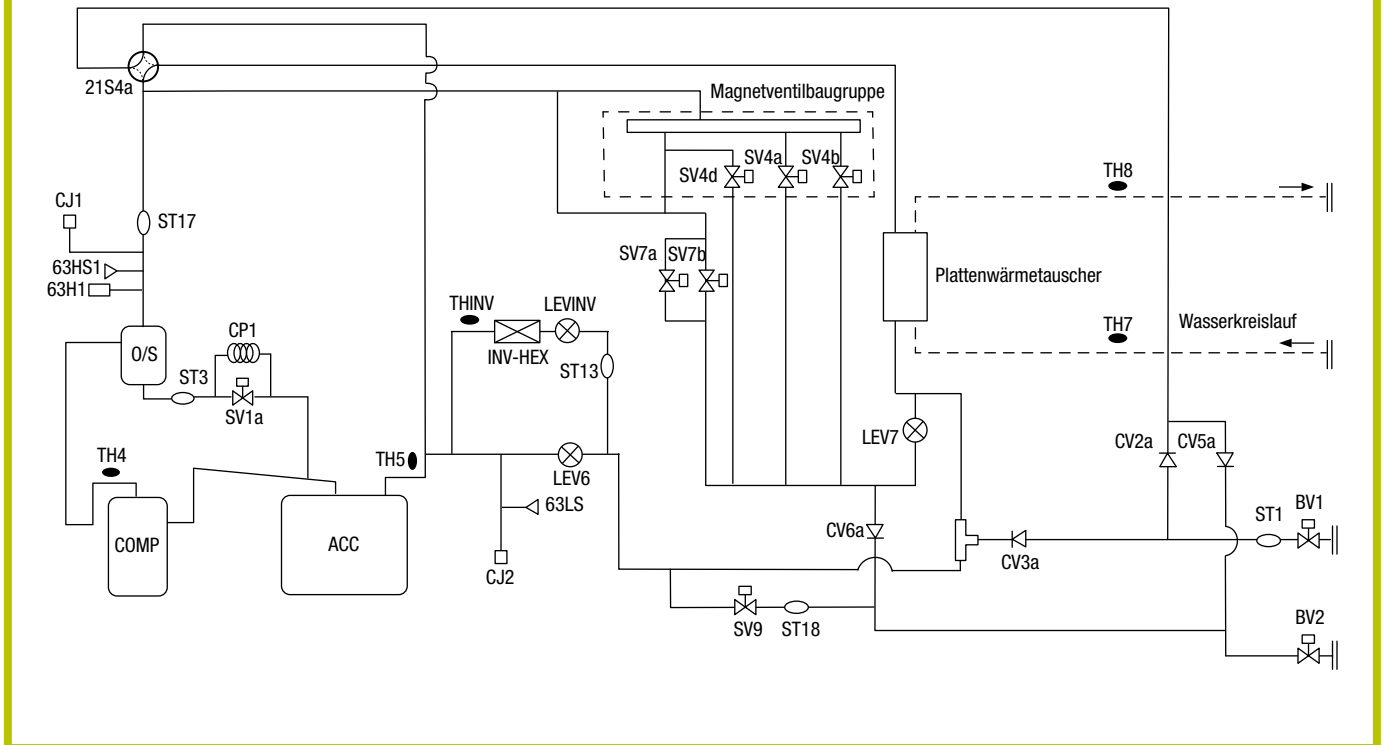 21S4a
Magnetventilbaugruppe
SV4a
SV4b
SV4d
TH8
CJ1
ST17
63HS1
63H1
SV7a
SV7b
Plattenwärmetauscher
THINV
LEVINV
CP1
INV-HEX
TH7
Wasserkreislauf
O/S
ST3
ST13
SV1a
LEV7
CV2a
CV5a
TH4
TH5
LEV6
63LS
ST1
BV1
COMP
ACC
CV6a
CV3a
CJ2
SV9
ST18
BV2